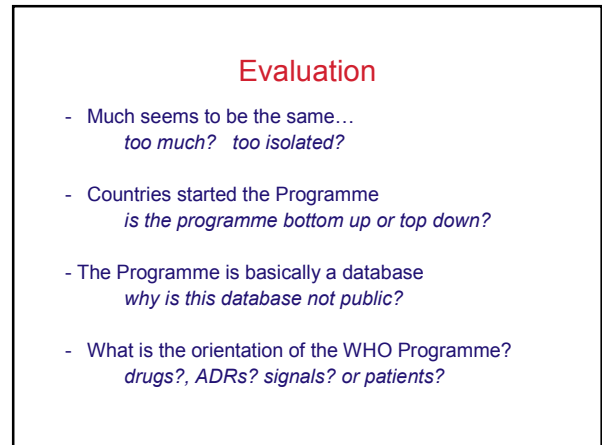 Evaluation
- Much seems to be the same…
too much? too isolated?
- Countries started the Programme
is the programme bottom up or top down?
- The Programme is basically a database
why is this database not public?
- What is the orientation of the WHO Programme?
drugs?, ADRs? signals? or patients?